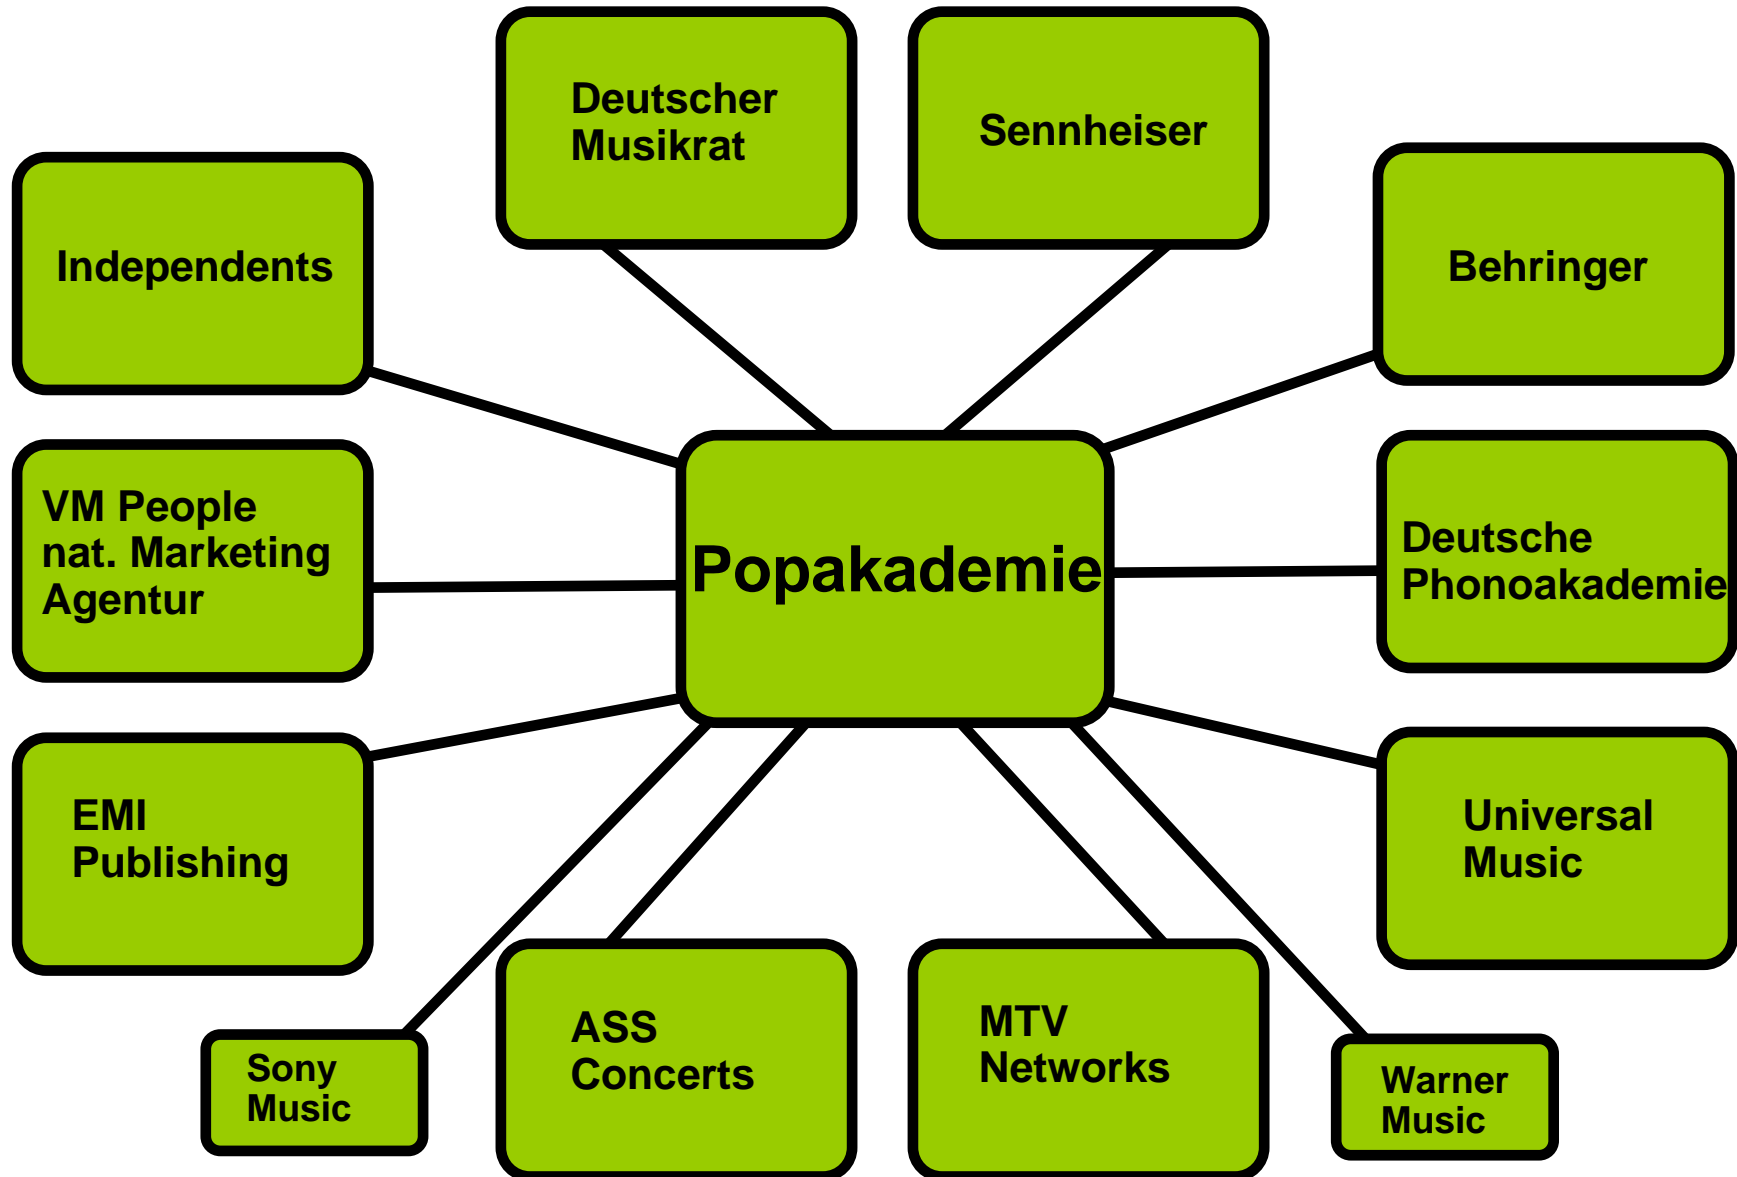 Deutscher
Musikrat
Sennheiser
Independents
Behringer
VM People
nat. Marketing
Agentur
Popakademie
Deutsche
Phonoakademie
EMI
Publishing
Universal
Music
Sony
Music
ASS
Concerts
MTV
Networks
Warner
Music